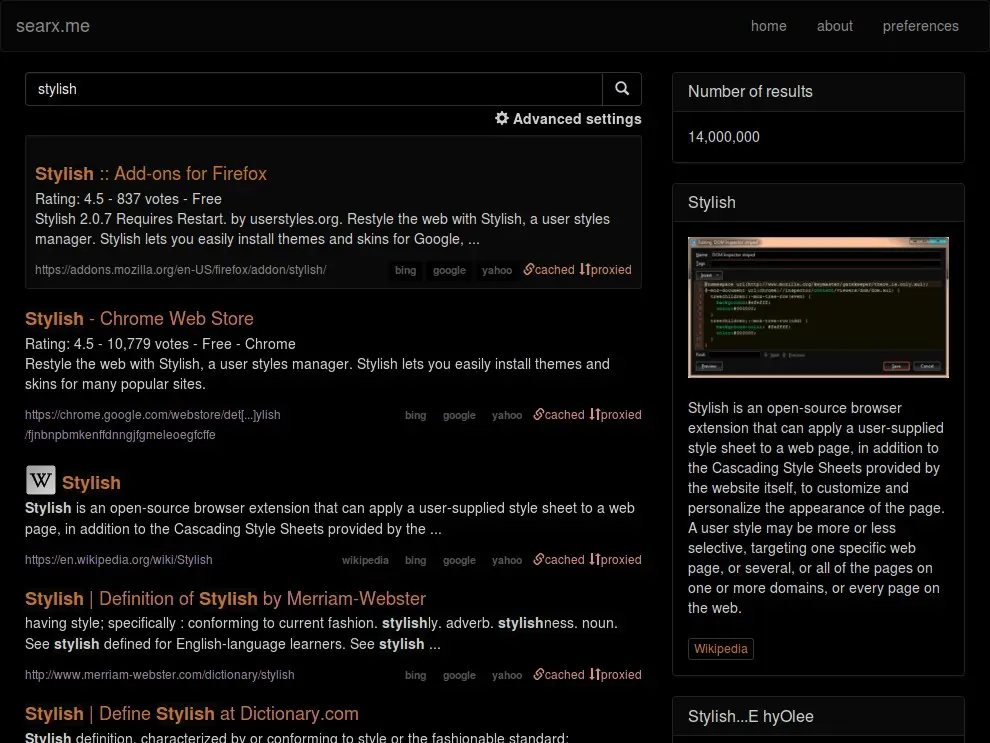 searx.me
home about preferences
stylish
Advanced settings
Stylish :: Add-ons for Firefox
Rating: 4.5 - 837 votes - Free
Stylish 2.0.7 Requires Restart. by userstyles.org. Restyle the web with Stylish, a user styles
manager. Stylish lets you easily install themes and skins for Google, ...
https://addons.mozilla.org/en-US/firefox/addon/stylish/ bing google yahoo cached proxied
Stylish - Chrome Web Store
Rating: 4.5 - 10,779 votes - Free - Chrome
Restyle the web with Stylish, a user styles manager. Stylish lets you easily install themes and
skins for many popular sites.
https://chrome.google.com/webstore/det[...]ylish bing google yahoo cached proxied
/fjnbnpbmkenffdnngjfgmeleoegfcffe
W Stylish
Stylish is an open-source browser extension that can apply a user-supplied style sheet to a web
page, in addition to the Cascading Style Sheets provided by the ...
https://en.wikipedia.org/wiki/Stylish wikipedia bing google yahoo cached proxied
Stylish | Definition of Stylish by Merriam-Webster
having style; specifically : conforming to current fashion. stylishly. adverb. stylishness. noun.
See stylish defined for English-language learners. See stylish ...
http://www.merriam-webster.com/dictionary/stylish bing google yahoo cached proxied
Stylish | Define Stylish at Dictionary.com
Stylish definition, characterized by or conforming to style or the fashionable standard;
Number of results
14,000,000
Stylish
Stylish is an open-source browser
extension that can apply a user-supplied
style sheet to a web page, in addition to
the Cascading Style Sheets provided by
the website itself, to customize and
personalize the appearance of the page.
A user style may be more or less
selective, targeting one specific web
page, or several, or all of the pages on
one or more domains, or every page on
the web.
Wikipedia
Stylish...E hyOlee